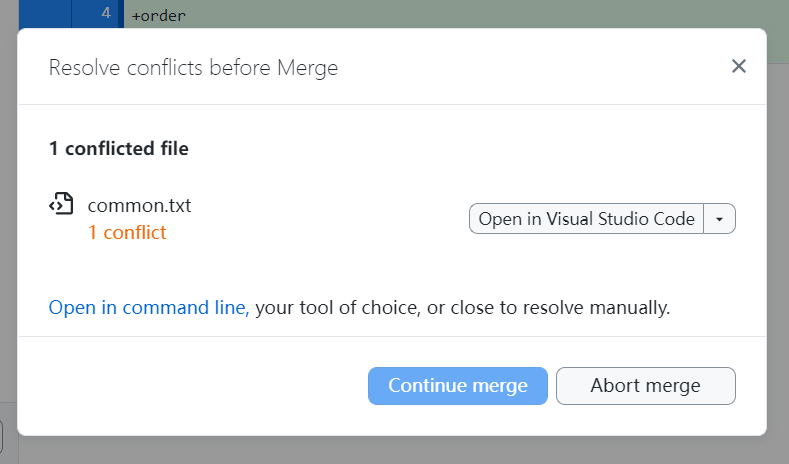 4 +order
Resolve conflicts before Merge
1 conflicted file
common.txt
1 conflict
Open in Visual Studio Code
Open in command line, your tool of choice, or close to resolve manually.
Continue merge
Abort merge